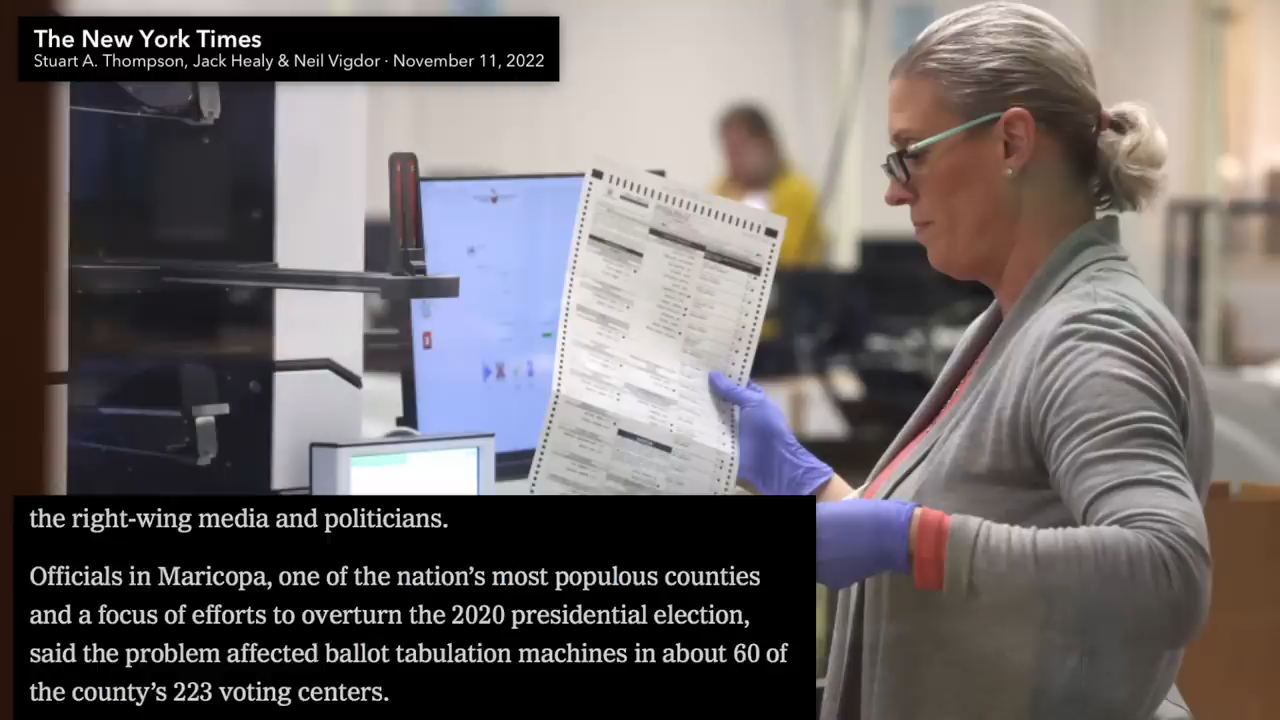 The New York Times
Stuart A. Thompson, Jack Healy & Neil Vigdor · November 11, 2022
the right-wing media and politicians.
Officials in Maricopa, one of the nation’s most populous counties
and a focus of efforts to overturn the 2020 presidential election,
said the problem affected ballot tabulation machines in about 60 of
the county’s 223 voting centers.